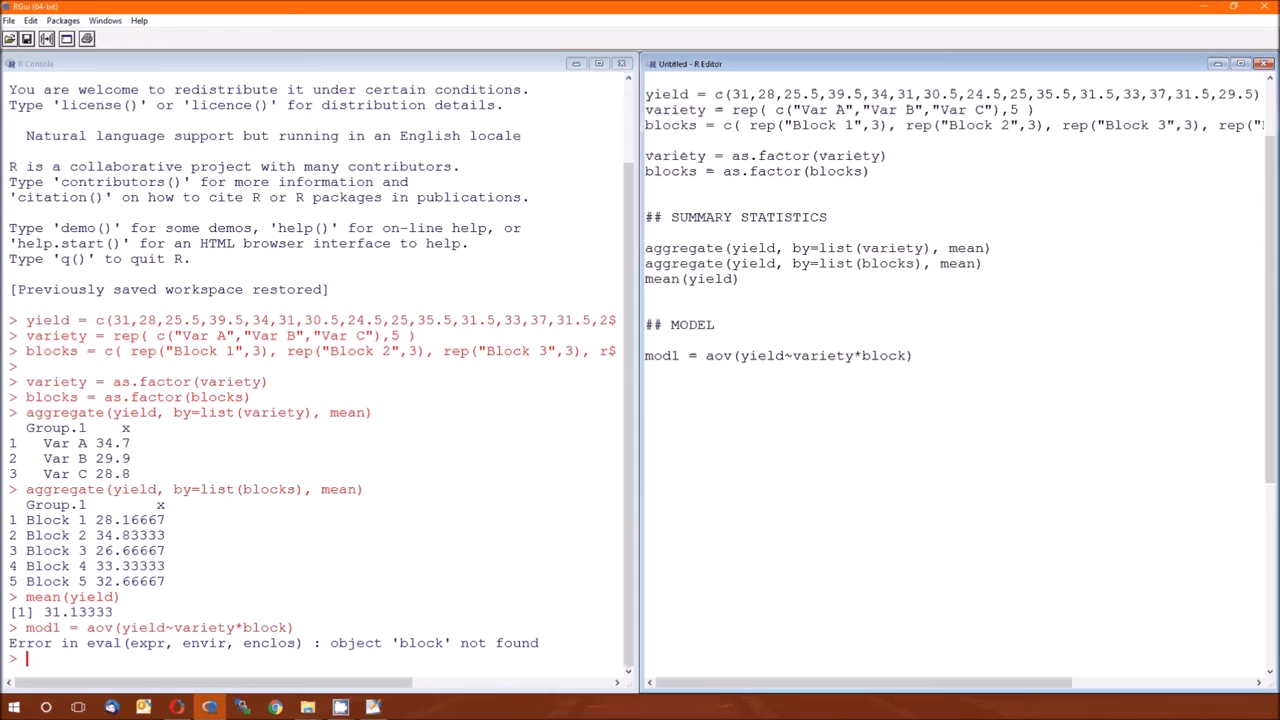 RGui (64-bit)
File Edit Packages Windows Help
R Console
You are welcome to redistribute it under certain conditions.
Type 'license()' or 'licence()' for distribution details.
Natural language support but running in an English locale
R is a collaborative project with many contributors.
Type 'contributors()' for more information and
'citation()' on how to cite R or R packages in publications.
Type 'demo()' for some demos, 'help()' for on-line help, or
'help.start()' for an HTML browser interface to help.
Type 'q()' to quit R.
[Previously saved workspace restored]
> yield = c(31,28,25.5,39.5,34,31,30.5,24.5,25,35.5,31.5,33,37,31.5,2$
> variety = rep( c("Var A","Var B","Var C"),5 )
> blocks = c( rep("Block 1",3), rep("Block 2",3), rep("Block 3",3), r$
>
> variety = as.factor(variety)
> blocks = as.factor(blocks)
> aggregate(yield, by=list(variety), mean)
Group.1 x
1 Var A 34.7
2 Var B 29.9
3 Var C 28.8
> aggregate(yield, by=list(blocks), mean)
Group.1 x
1 Block 1 28.16667
2 Block 2 34.83333
3 Block 3 26.66667
4 Block 4 33.33333
5 Block 5 32.66667
> mean(yield)
[1] 31.13333
> mod1 = aov(yield~variety*block)
Error in eval(expr, envir, enclos) : object 'block' not found
>
Untitled - R Editor
yield = c(31,28,25.5,39.5,34,31,30.5,24.5,25,35.5,31.5,33,37,31.5,29.5)
variety = rep( c("Var A","Var B","Var C"),5 )
blocks = c( rep("Block 1",3), rep("Block 2",3), rep("Block 3",3), rep("
variety = as.factor(variety)
blocks = as.factor(blocks)
## SUMMARY STATISTICS
aggregate(yield, by=list(variety), mean)
aggregate(yield, by=list(blocks), mean)
mean(yield)
## MODEL
mod1 = aov(yield~variety*block)